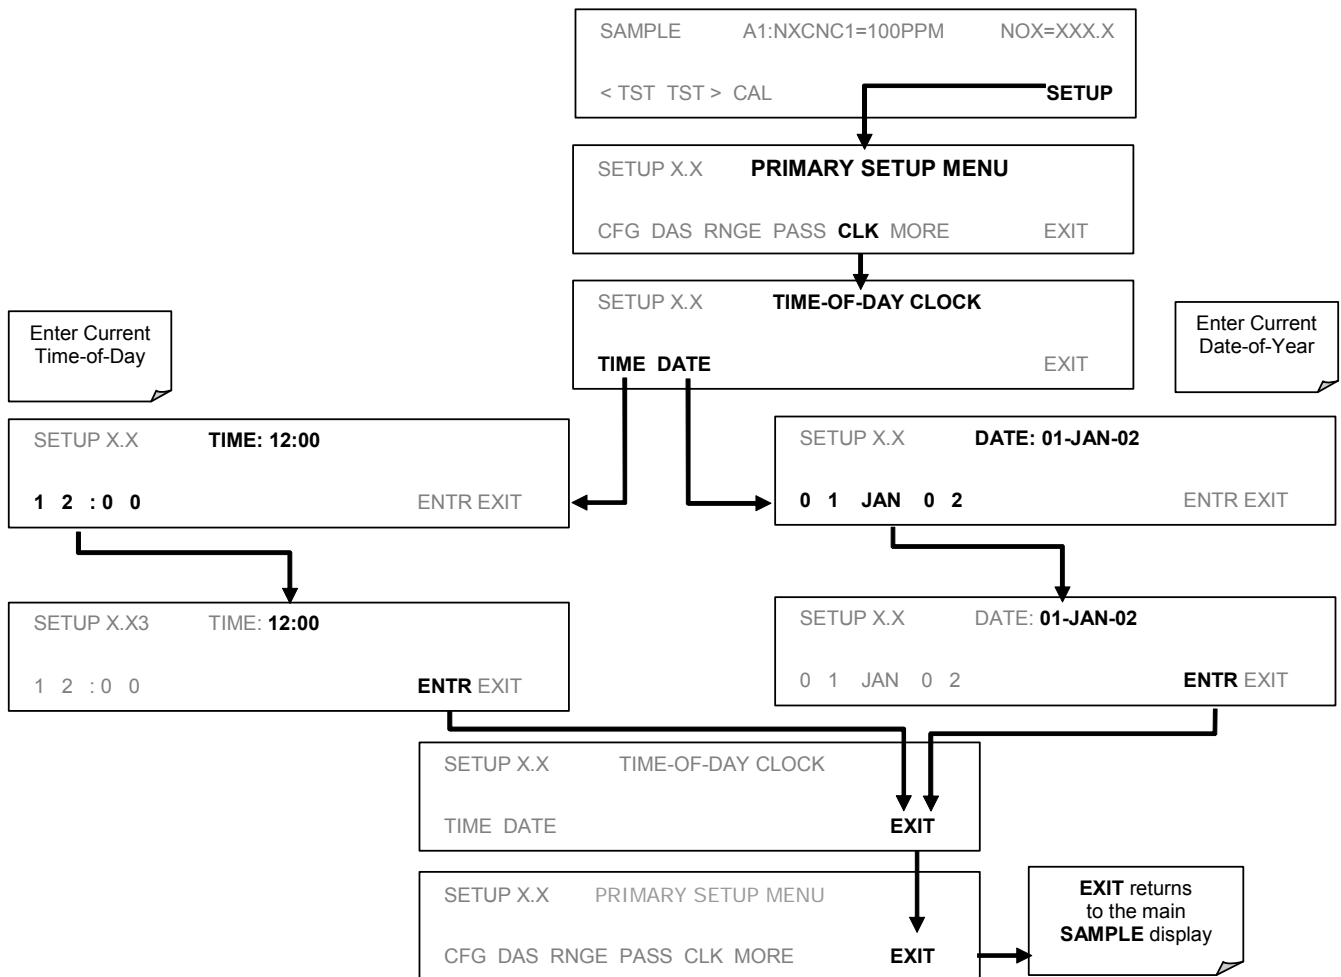 SAMPLE A1:NXCNC1=100PPM NOX=XXX.X
< TST TST > CAL SETUP
SETUP X.X PRIMARY SETUP MENU
CFG DAS RNGE PASS CLK MORE EXIT
SETUP X.X TIME-OF-DAY CLOCK
TIME DATE EXIT
Enter Current
Time-of-Day
Enter Current
Date-of-Year
SETUP X.X TIME: 12:00
1 2 : 0 0 ENTR EXIT
SETUP X.X DATE: 01-JAN-02
0 1 JAN 0 2 ENTR EXIT
SETUP X.X3 TIME: 12:00
1 2 : 0 0 ENTR EXIT
SETUP X.X DATE: 01-JAN-02
0 1 JAN 0 2 ENTR EXIT
SETUP X.X TIME-OF-DAY CLOCK
TIME DATE EXIT
SETUP X.X PRIMARY SETUP MENU
CFG DAS RNGE PASS CLK MORE EXIT
EXIT returns
to the main
SAMPLE display